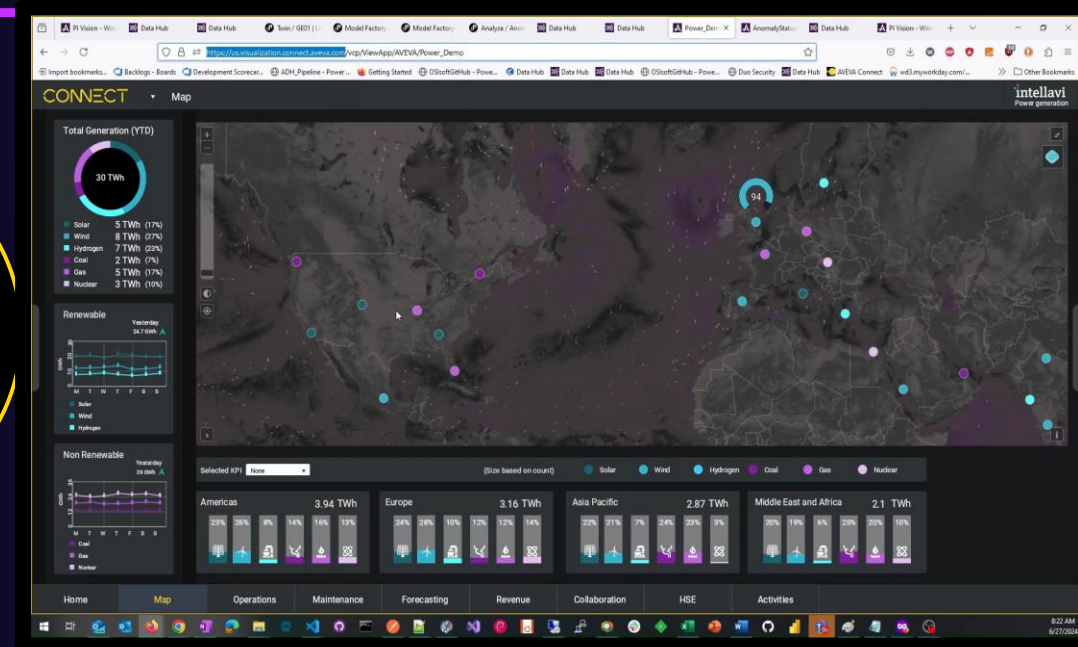 PI Vision - Win
Data Hub
Data Hub
Twin / GE01 | Li
Model Factory
Model Factory
Analyze / Anom
Data Hub
Data Hub
Power_Dem
AnomalyStatu
Data Hub
PI Vision - Win
https://us.visualization.connect.aveva.com/vcp/ViewApp/AVEVA/Power_Demo
Import bookmarks...
Backlogs - Boards
Development Scorecar...
ADH_Pipeline - Power ...
Getting Started
OSIsoftGitHub - Powe...
Data Hub
Data Hub
Data Hub
OSIsoftGitHub - Powe...
Duo Security
Data Hub
AVEVA Connect
wd3.myworkday.com/...
Other Bookmarks
CONNECT
Map
intellavi
Power generation
Total Generation (YTD)
30 TWh
Solar 5 TWh (17%)
Wind 8 TWh (27%)
Hydrogen 7 TWh (23%)
Coal 2 TWh (7%)
Gas 5 TWh (17%)
Nuclear 3 TWh (10%)
94
Renewable
Yesterday
24.7 GWh
GWh
M T W T F S S
Solar
Wind
Hydrogen
Non Renewable
Yesterday
M T W T F S S
Coal
Gas
Nuclear
Selected KPI None
(Size based on count)
Solar
Wind
Hydrogen
Coal
Gas
Nuclear
Americas 3.94 TWh
23% 26% 8% 14% 16% 13%
Europe 3.16 TWh
24% 28% 10% 12% 12% 14%
Asia Pacific 2.87 TWh
22% 21% 7% 24% 23% 3%
Middle East and Africa 2.1 TWh
20% 19% 6% 25% 20% 10%
Home
Map
Operations
Maintenance
Forecasting
Revenue
Collaboration
HSE
Activities
8:22 AM
6/27/2024